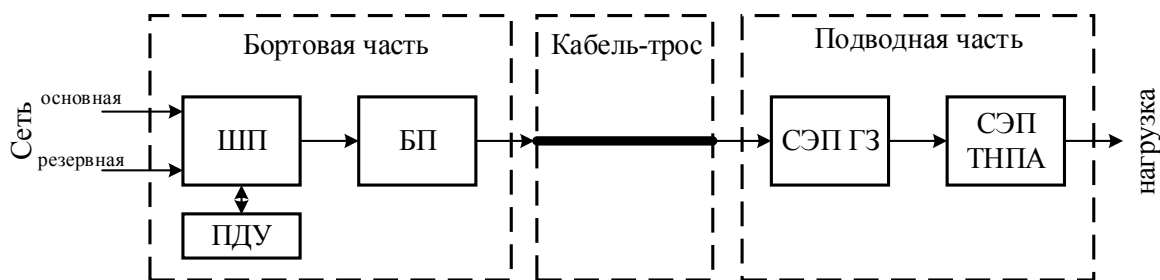 Бортовая часть
Кабель-трос
Подводная часть
Сеть
основная
резервная
ШП
БП
СЭП ГЗ
СЭП
ТНПА
нагрузка
ПДУ